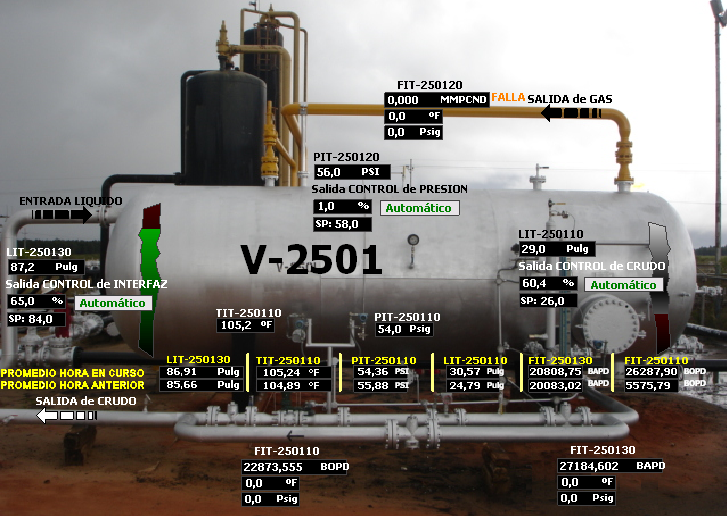 FIT-250120
0,000 MMPCND FALLA SALIDA de GAS
0,0 ºF
0,0 Psig
PIT-250120
56,0 PSI
Salida CONTROL de PRESION
1,0 % Automático
SP: 58,0
ENTRADA LIQUIDO
LIT-250130
87,2 Pulg
Salida CONTROL de INTERFAZ
65,0 % Automático
SP: 84,0
V-2501
LIT-250110
29,0 Pulg
Salida CONTROL de CRUDO
60,4 % Automático
SP: 26,0
TIT-250110
105,2 ºF
PIT-250110
54,0 Psig
LIT-250130 TIT-250110 PIT-250110 LIT-250110 FIT-250130 FIT-250110
PROMEDIO HORA EN CURSO 86,91 Pulg 105,24 ºF 54,36 PSI 30,57 Pulg 20808,75 BAPD 26287,90 BOPD
PROMEDIO HORA ANTERIOR 85,66 Pulg 104,89 ºF 55,88 PSI 24,79 Pulg 20083,02 BAPD 5575,79 BOPD
SALIDA de CRUDO
FIT-250110
22873,555 BOPD
0,0 ºF
0,0 Psig
FIT-250130
27184,602 BAPD
0,0 ºF
0,0 Psig